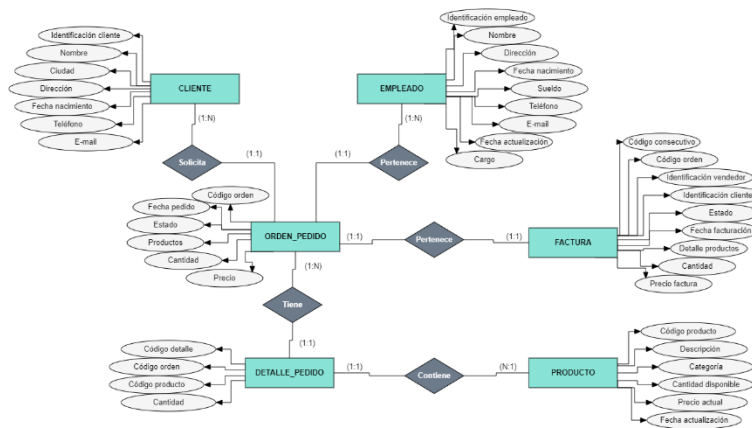 Identificación cliente
Nombre
Ciudad
Dirección
Fecha nacimiento
Teléfono
E-mail
CLIENTE
(1:N)
Solicita
(1:1)
Identificación empleado
Nombre
Dirección
Fecha nacimiento
Sueldo
Teléfono
E-mail
Fecha actualización
Cargo
EMPLEADO
(1:N)
Pertenece
(1:1)
Código orden
Fecha pedido
Estado
Productos
Cantidad
Precio
ORDEN_PEDIDO
(1:1)
Pertenece
(1:1)
FACTURA
Código consecutivo
Código orden
Identificación vendedor
Identificación cliente
Estado
Fecha facturación
Detalle productos
Cantidad
Precio factura
(1:N)
Tiene
(1:1)
Código detalle
Código orden
Código producto
Cantidad
DETALLE_PEDIDO
(1:1)
Contiene
(N:1)
PRODUCTO
Código producto
Descripción
Categoría
Cantidad disponible
Precio actual
Fecha actualización